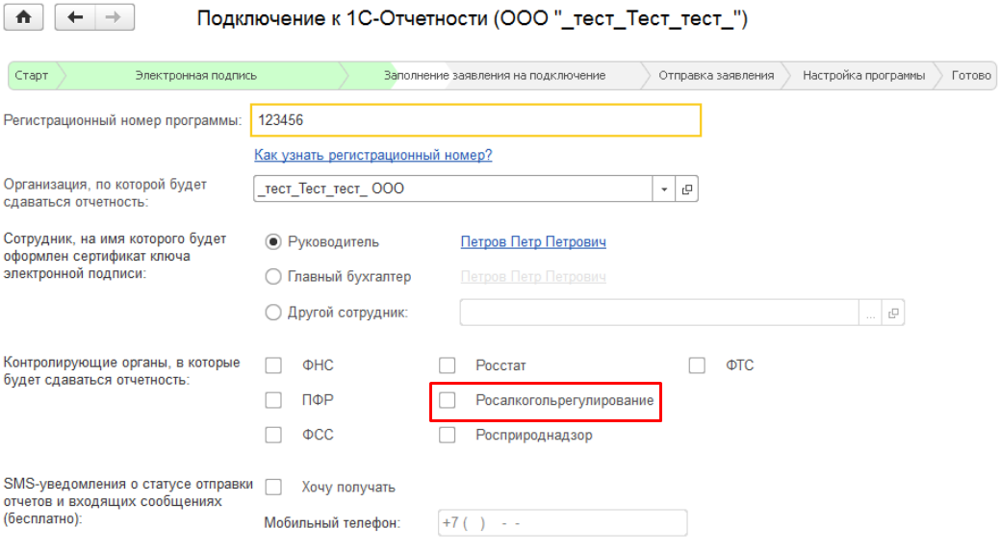 Подключение к 1С-Отчетности (ООО "_тест_Тест_тест_")
Старт Электронная подпись Заполнение заявления на подключение Отправка заявления Настройка программы Готово
Регистрационный номер программы: 123456
Как узнать регистрационный номер?
Организация, по которой будет
сдаваться отчетность:
_тест_Тест_тест_ ООО
Сотрудник, на имя которого будет
оформлен сертификат ключа
электронной подписи:
Руководитель Петров Петр Петрович
Главный бухгалтер Петров Петр Петрович
Другой сотрудник: ...
Контролирующие органы, в которые
будет сдаваться отчетность:
ФНС Росстат ФТС
ПФР Росалкогольрегулирование
ФСС Росприроднадзор
SMS-уведомления о статусе отправки
отчетов и входящих сообщениях
(бесплатно):
Хочу получать
Мобильный телефон: +7 ( ) - -